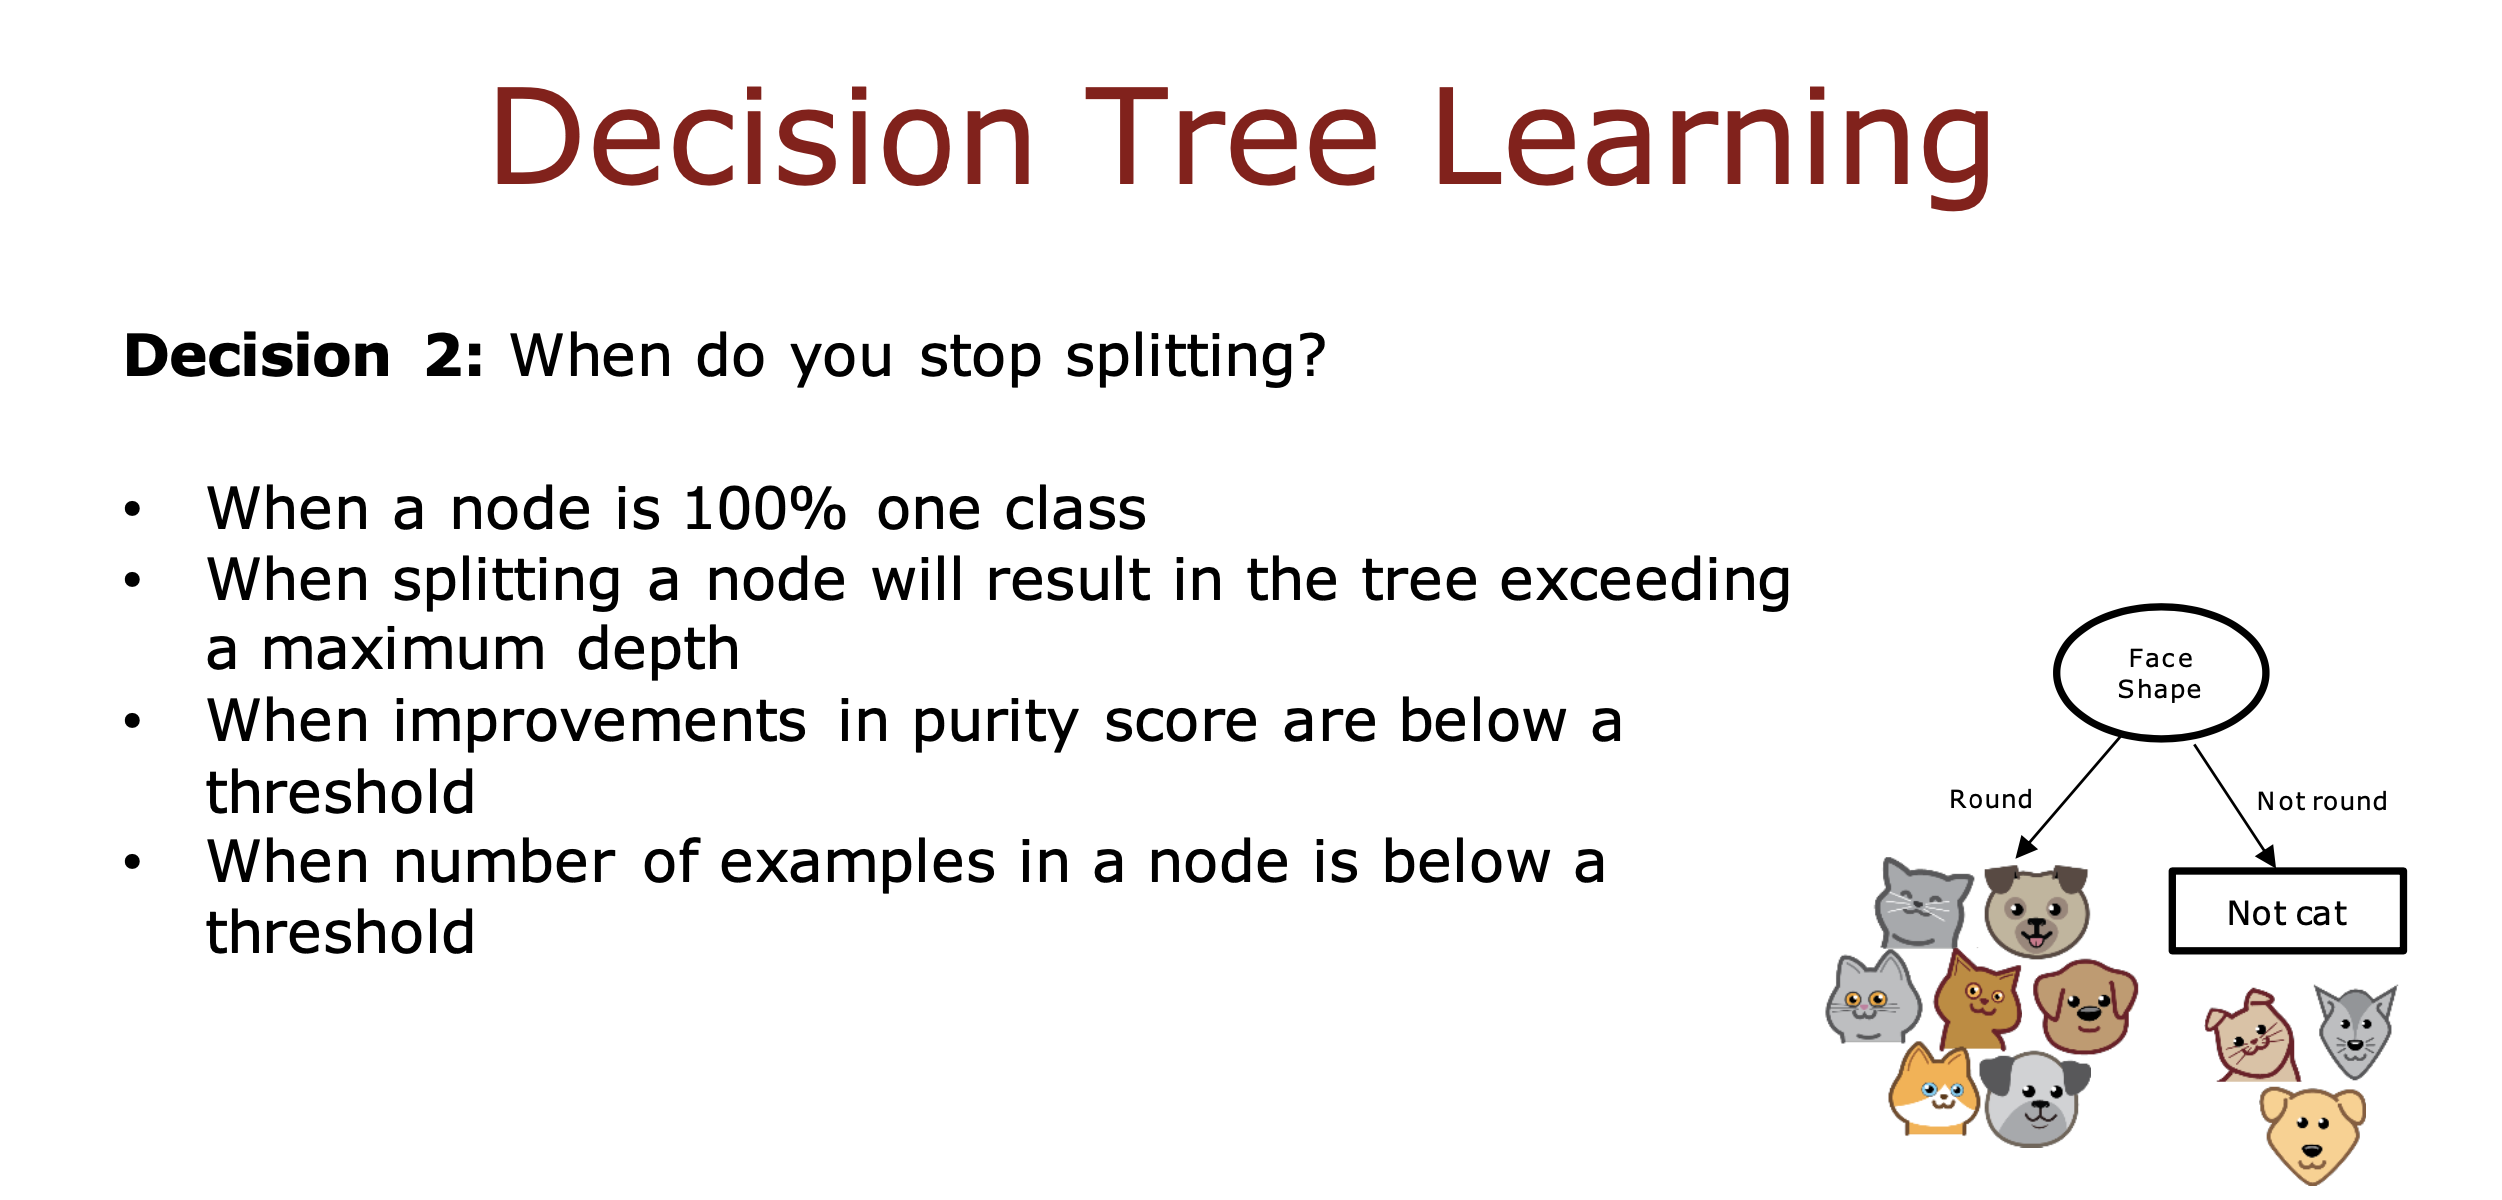 Decision Tree Learning
Decision 2: When do you stop splitting?
• When a node is 100% one class
• When splitting a node will result in the tree exceeding
a maximum depth
• When improvements in purity score are below a
threshold
• When number of examples in a node is below a
threshold
Face
Shape
Round
Not round
Not cat